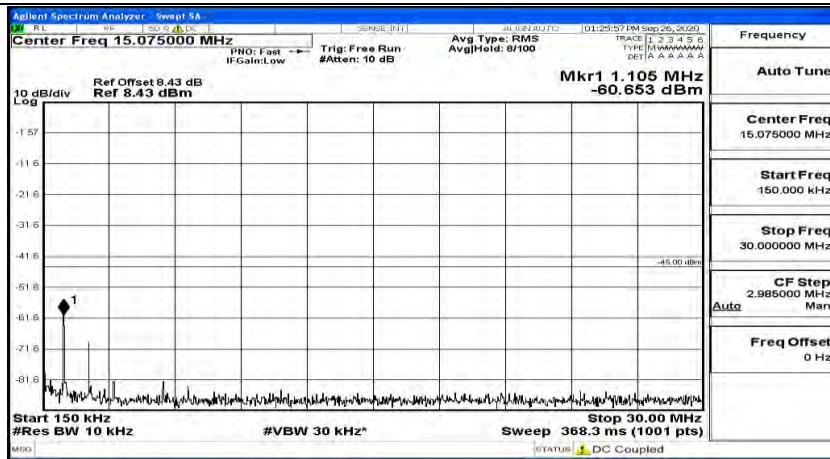 Agilent Spectrum Analyzer - Swept SA
RL RF 50 Ω DC SENSE:INT ALIGN AUTO 01:25:57 PM Sep 26, 2020
Center Freq 15.075000 MHz
PNO: Fast
IFGain:Low
Trig: Free Run
#Atten: 10 dB
Avg Type: RMS
Avg|Hold: 8/100
TRACE 1 2 3 4 5 6
TYPE M WWWWW
DET A A A A A A
Ref Offset 8.43 dB
Ref 8.43 dBm
10 dB/div
Log
Mkr1 1.105 MHz
-60.653 dBm
-1.57
-11.6
-21.6
-31.6
-41.6
-45.00 dBm
-51.6
1
-61.6
-71.6
-81.6
Start 150 kHz
Stop 30.00 MHz
#Res BW 10 kHz
#VBW 30 kHz*
Sweep 368.3 ms (1001 pts)
MSG
STATUS DC Coupled
Frequency
Auto Tune
Center Freq
15.075000 MHz
Start Freq
150.000 kHz
Stop Freq
30.000000 MHz
CF Step
2.985000 MHz
Auto Man
Freq Offset
0 Hz